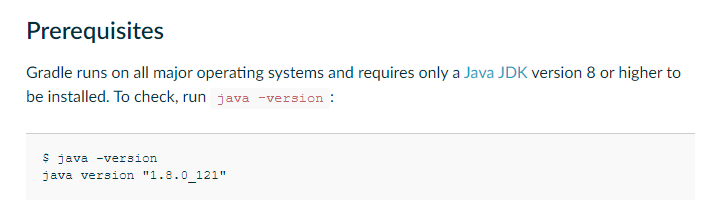 Prerequisites
Gradle runs on all major operating systems and requires only a Java JDK version 8 or higher to
be installed. To check, run java -version :
$ java -version
java version "1.8.0_121"